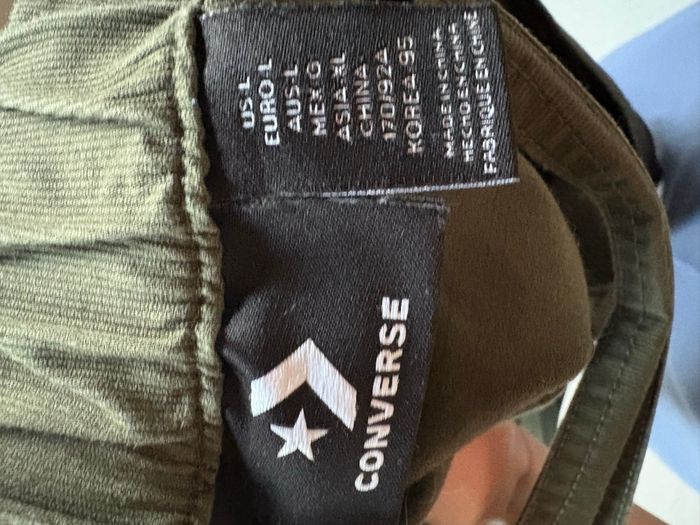 US·L
EURO·L
AUS·L
MEX·G
ASIA·XL
CHINA
170/92A
KOREA·95
MADE IN CHINA
HECHO EN CHINA
FABRIQUE EN CHINE
CONVERSE